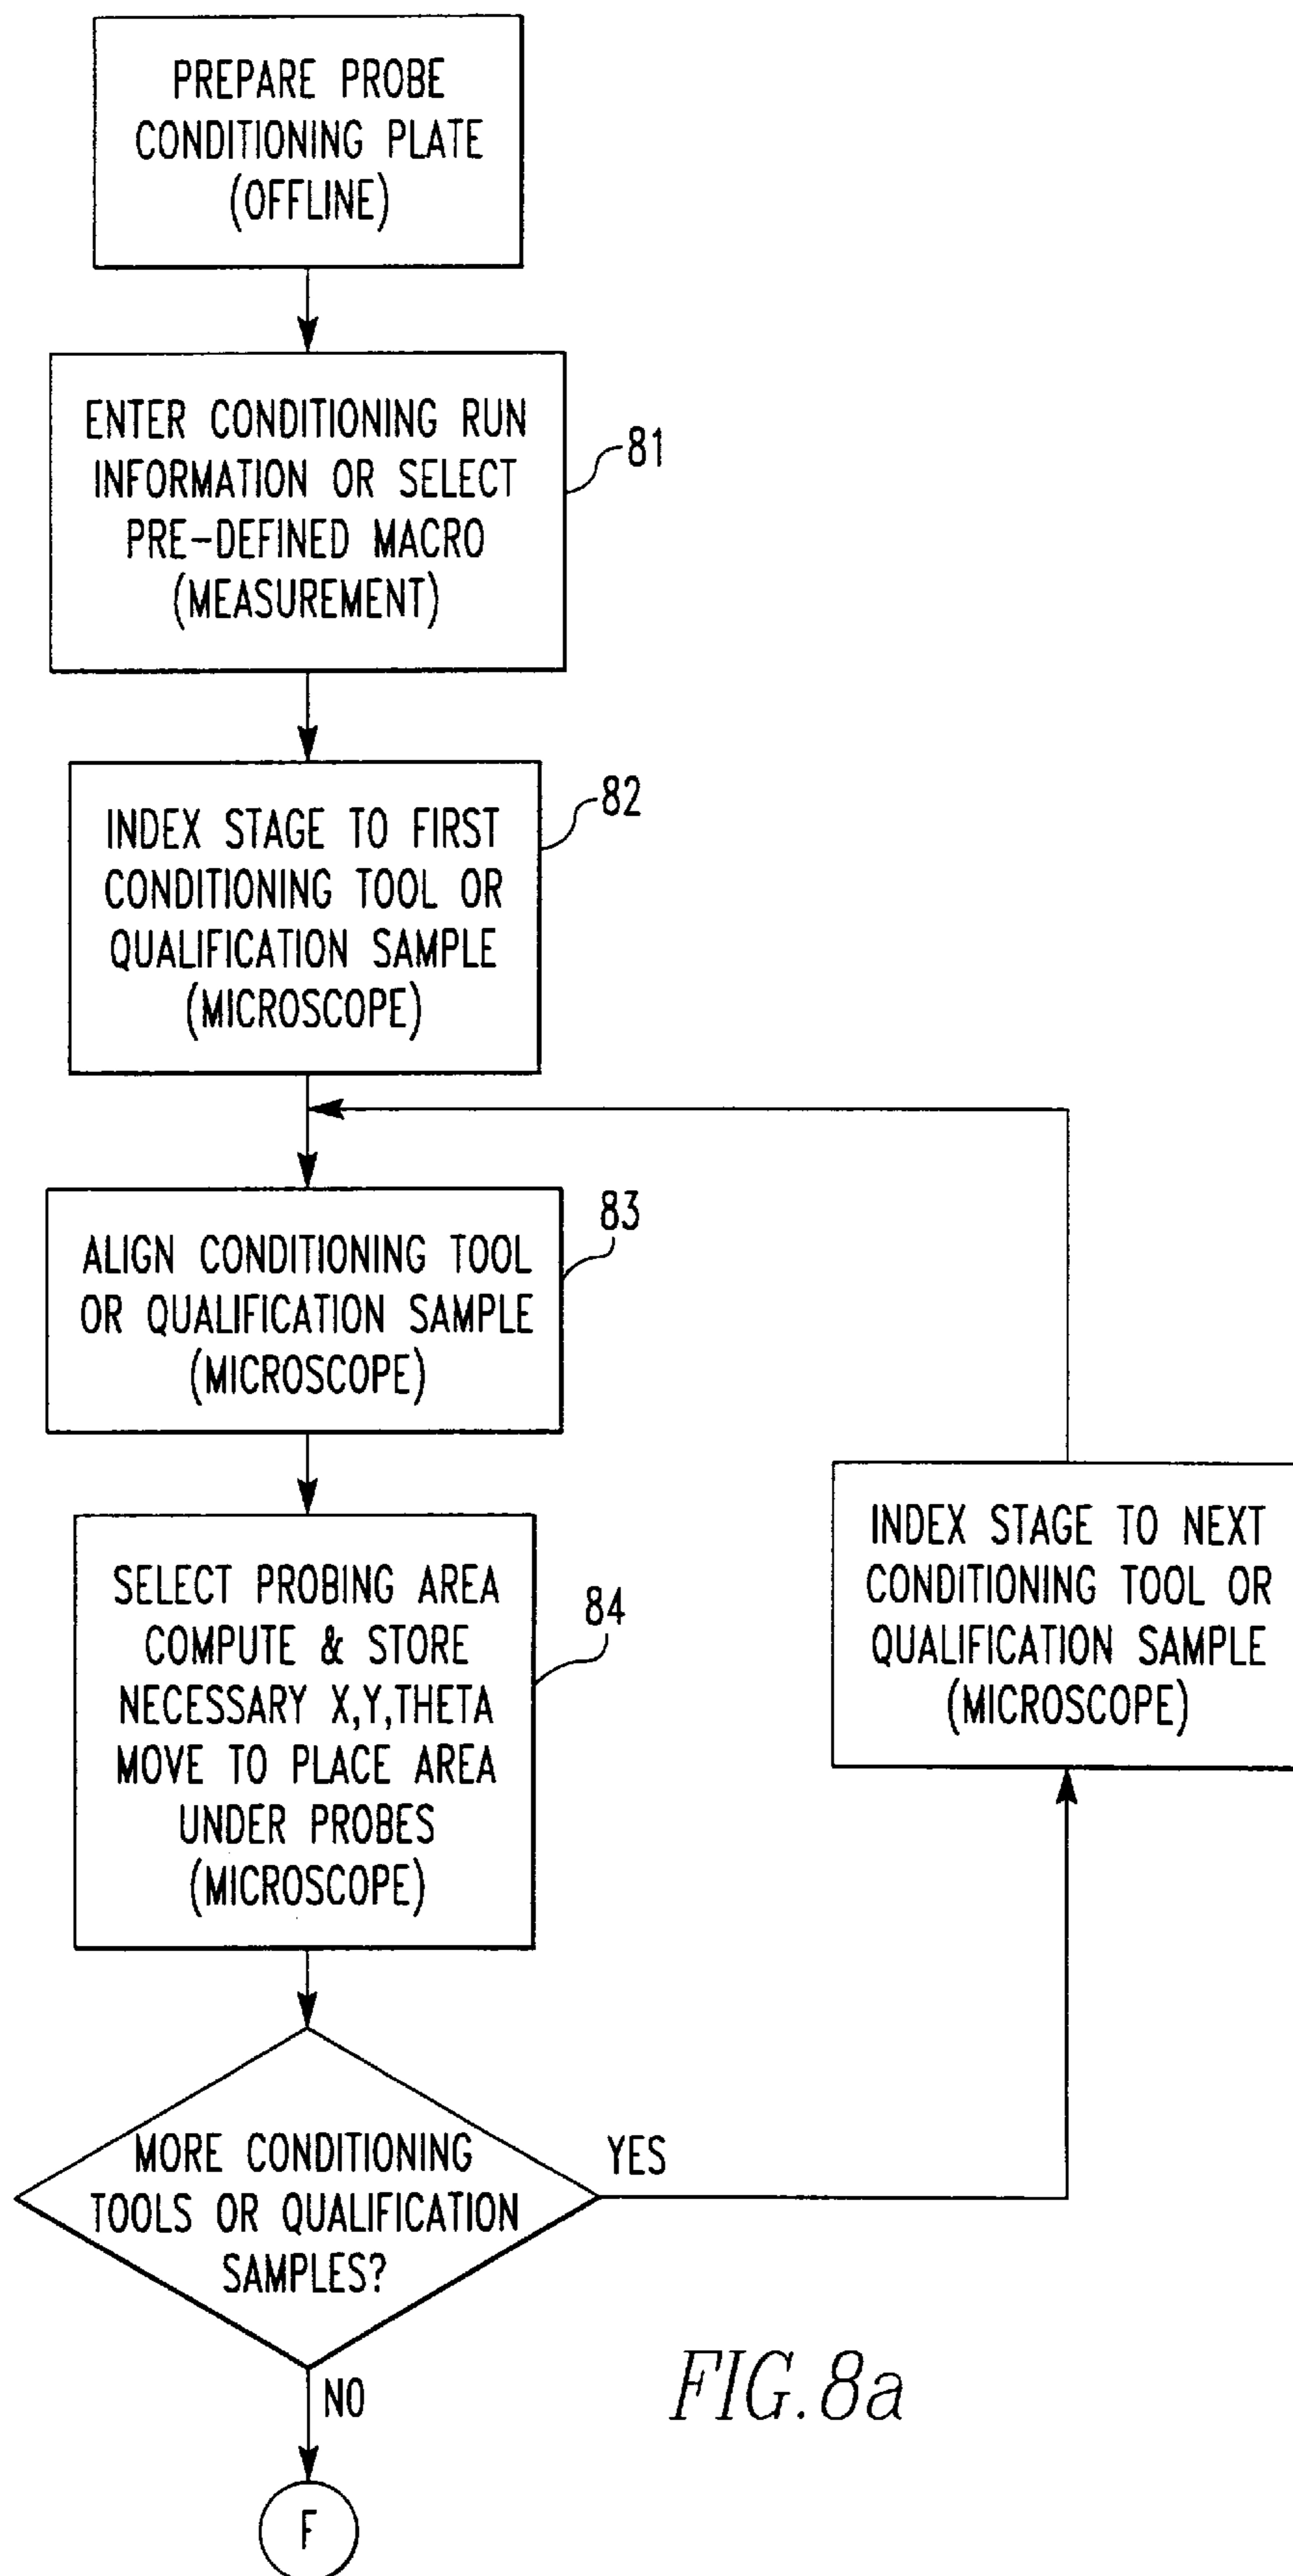 PREPARE PROBE
CONDITIONING PLATE
(OFFLINE)
ENTER CONDITIONING RUN
INFORMATION OR SELECT
PRE-DEFINED MACRO
(MEASUREMENT)
81
INDEX STAGE TO FIRST
CONDITIONING TOOL OR
QUALIFICATION SAMPLE
(MICROSCOPE)
82
ALIGN CONDITIONING TOOL
OR QUALIFICATION SAMPLE
(MICROSCOPE)
83
SELECT PROBING AREA
COMPUTE & STORE
NECESSARY X,Y,THETA
MOVE TO PLACE AREA
UNDER PROBES
(MICROSCOPE)
84
INDEX STAGE TO NEXT
CONDITIONING TOOL OR
QUALIFICATION SAMPLE
(MICROSCOPE)
MORE CONDITIONING
TOOLS OR QUALIFICATION
SAMPLES?
YES
NO
F
FIG.8a